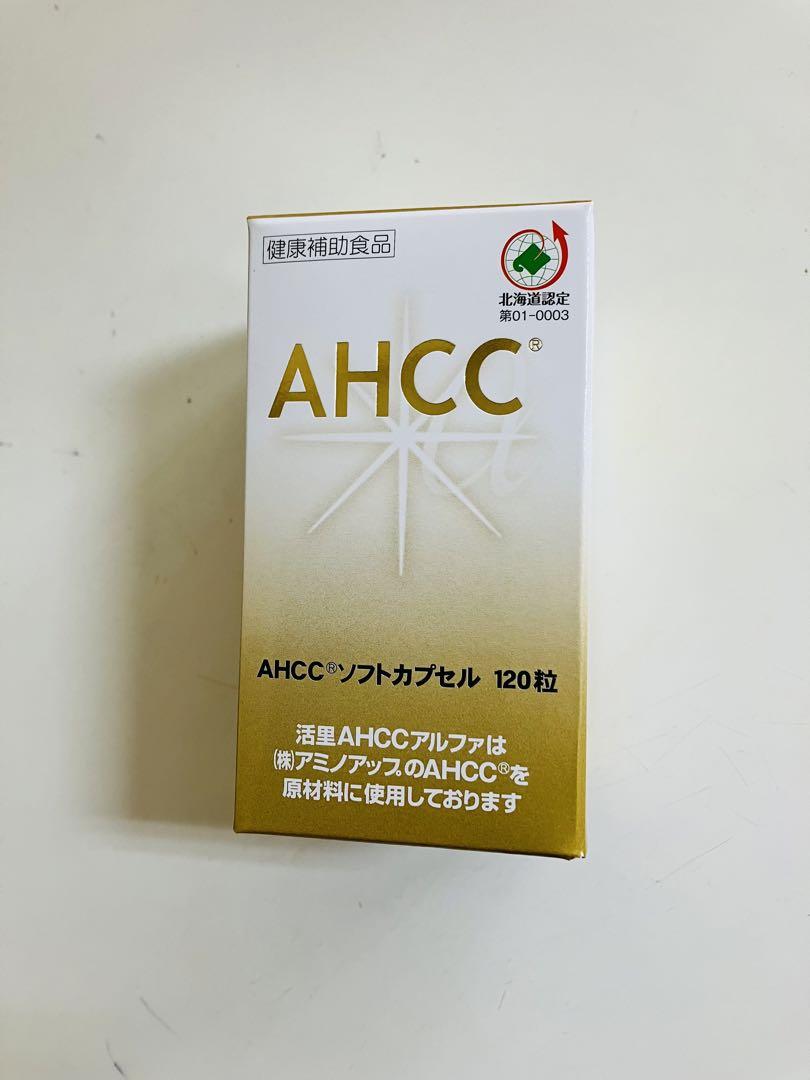 健康補助食品
北海道認定
第01-0003
AHCC®
α
AHCC®ソフトカプセル 120粒
活里AHCCアルファは
(株)アミノアップのAHCC®を
原材料に使用しております